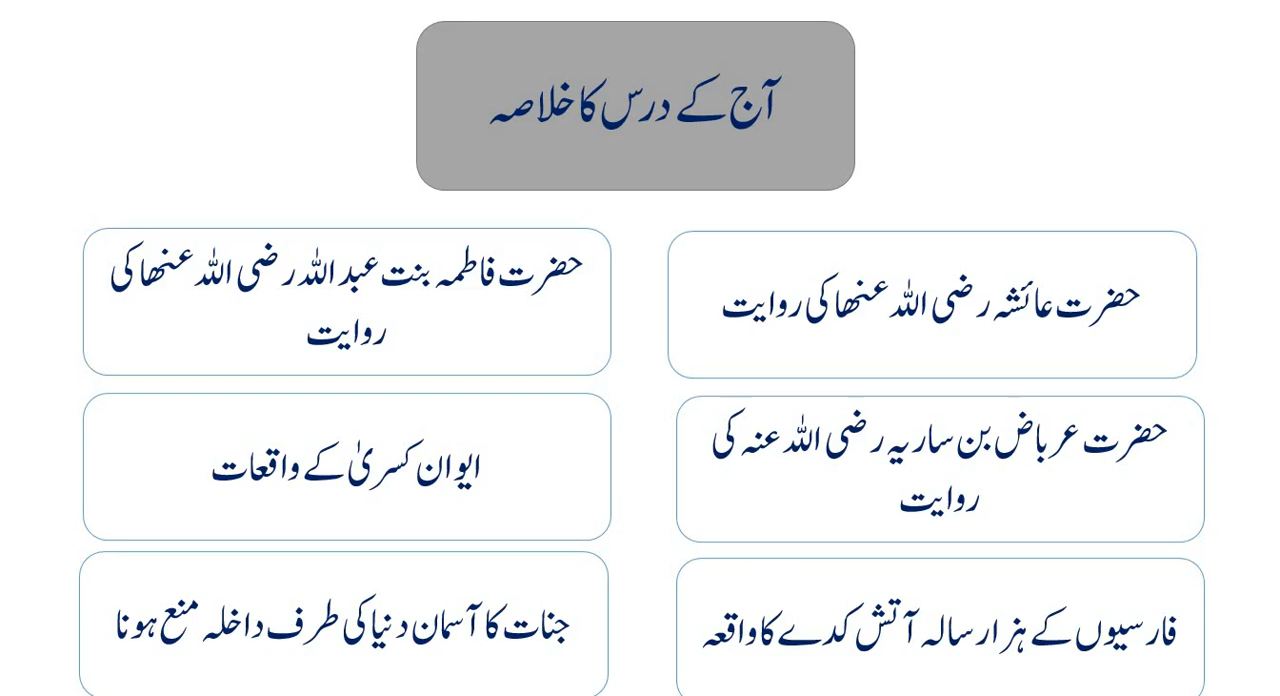 آج کے درس کا خلاصہ
حضرت عائشہ رضی اللہ عنھا کی روایت
حضرت فاطمہ بنت عبد اللہ رضی اللہ عنھا کی
روایت
حضرت عرباض بن ساریہ رضی اللہ عنہ کی
روایت
ایوان کسریٰ کے واقعات
فارسیوں کے ہزار سالہ آتش کدے کا واقعہ
جنات کا آسمان دنیا کی طرف داخلہ منع ہونا